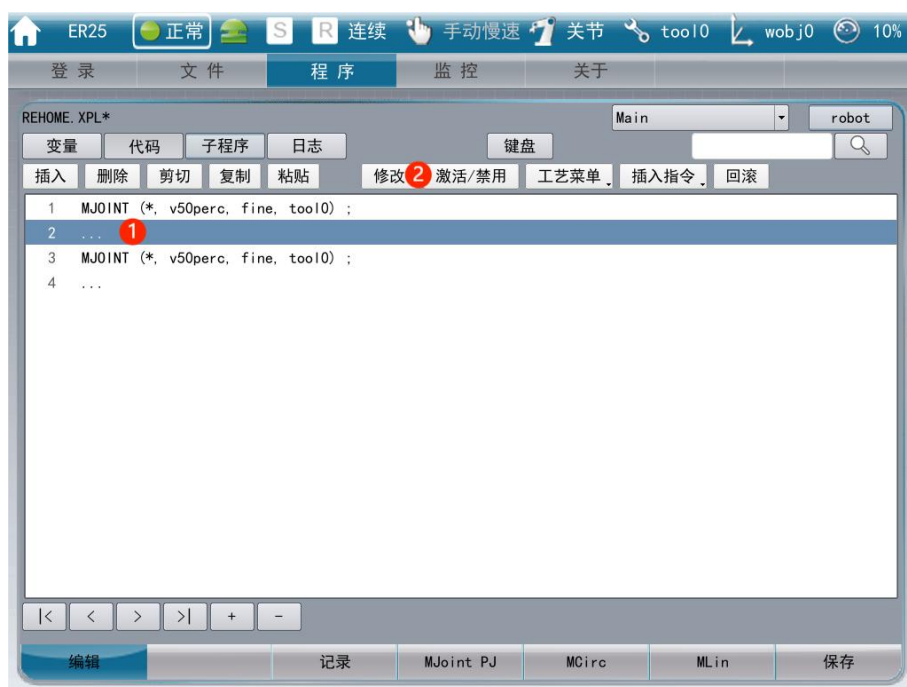 ER25 正常 S R 连续 手动慢速 关节 tool0 wobj0 10%
登录 文件 程序 监控 关于
REHOME.XPL* Main robot
变量 代码 子程序 日志 键盘
插入 删除 剪切 复制 粘贴 修改 2 激活/禁用 工艺菜单 插入指令 回滚
1 MJOINT (*, v50perc, fine, tool0) ;
2 ... 1
3 MJOINT (*, v50perc, fine, tool0) ;
4 ...
|< < > >| + -
编辑 记录 MJoint PJ MCirc MLin 保存